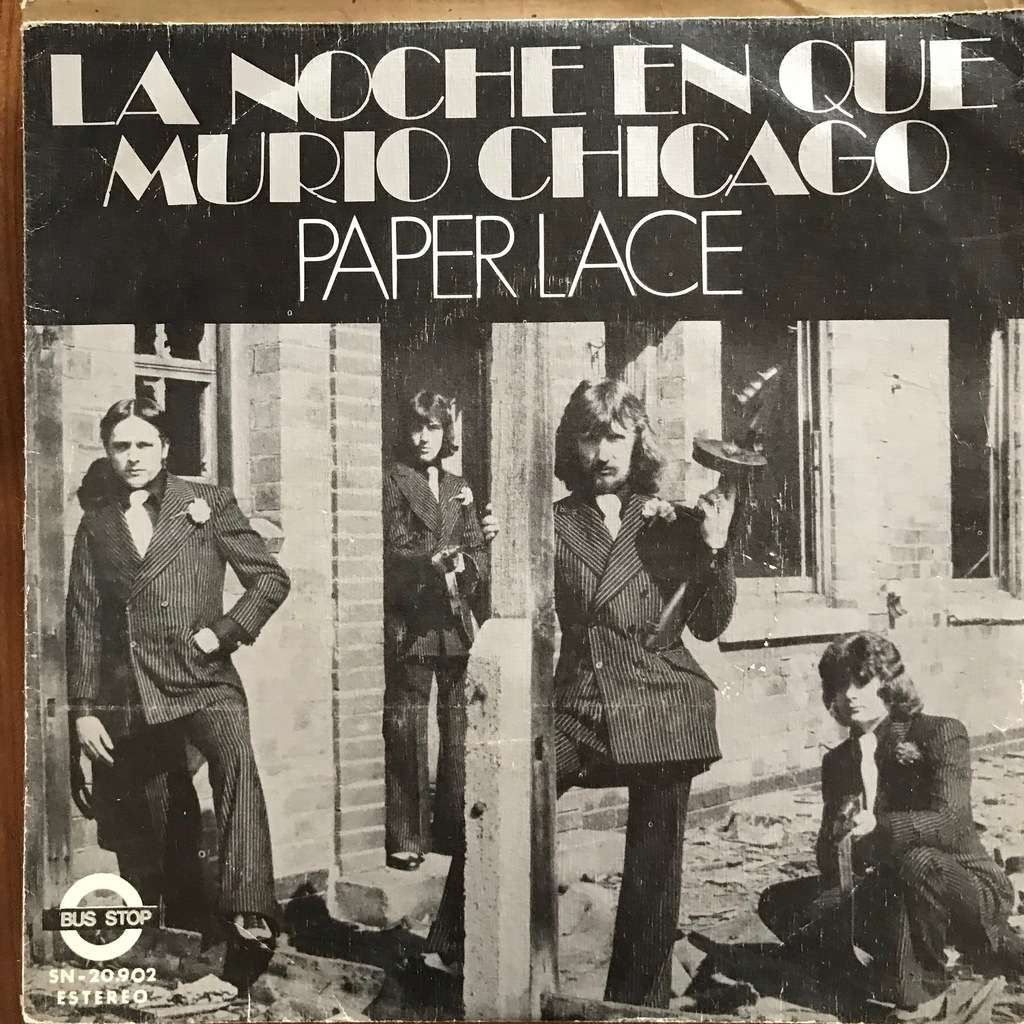 LA NOCHE EN QUE
MURIO CHICAGO
PAPER LACE
BUS STOP
SN-20.902
ESTEREO